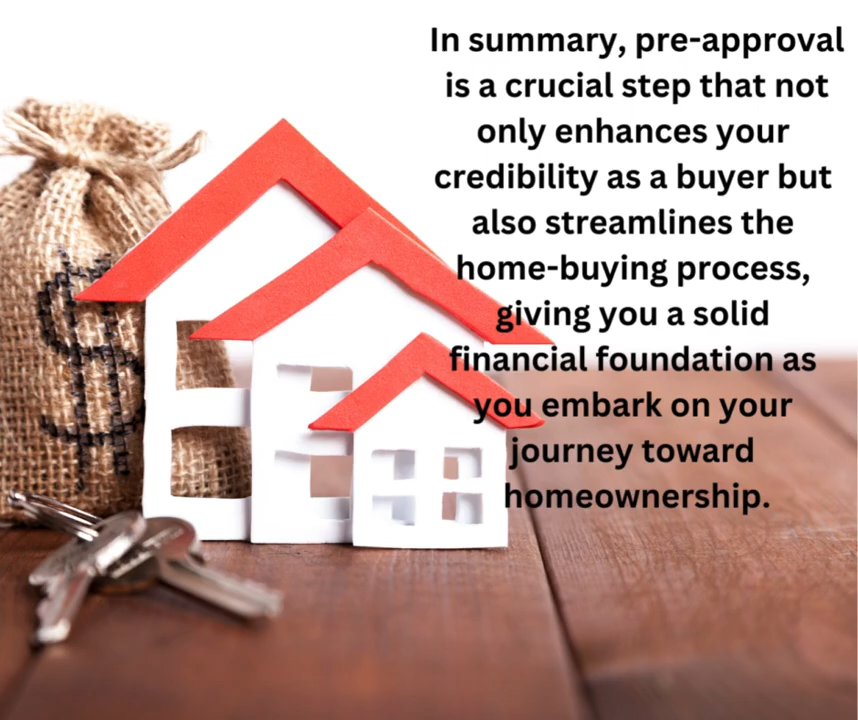 In summary, pre-approval
is a crucial step that not
only enhances your
credibility as a buyer but
also streamlines the
home-buying process,
giving you a solid
financial foundation as
you embark on your
journey toward
homeownership.
$